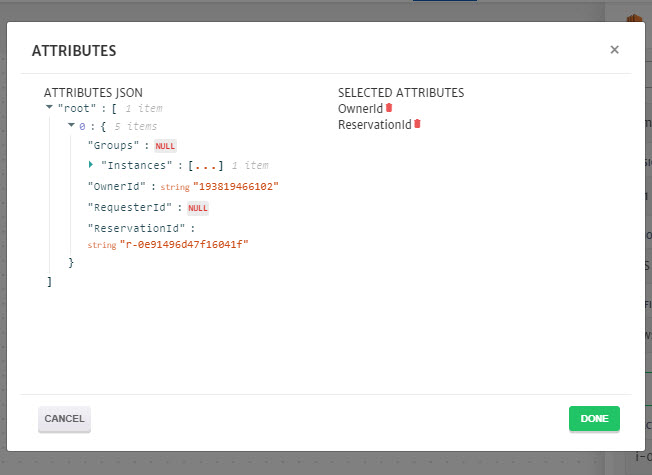 ATTRIBUTES
×
ATTRIBUTES JSON
"root" : [ 1 item
0 : { 5 items
"Groups" : NULL
"Instances" : [...] 1 item
"OwnerId" : string "193819466102"
"RequesterId" : NULL
"ReservationId" :
string "r-0e91496d47f16041f"
}
]
SELECTED ATTRIBUTES
OwnerId
ReservationId
CANCEL
DONE